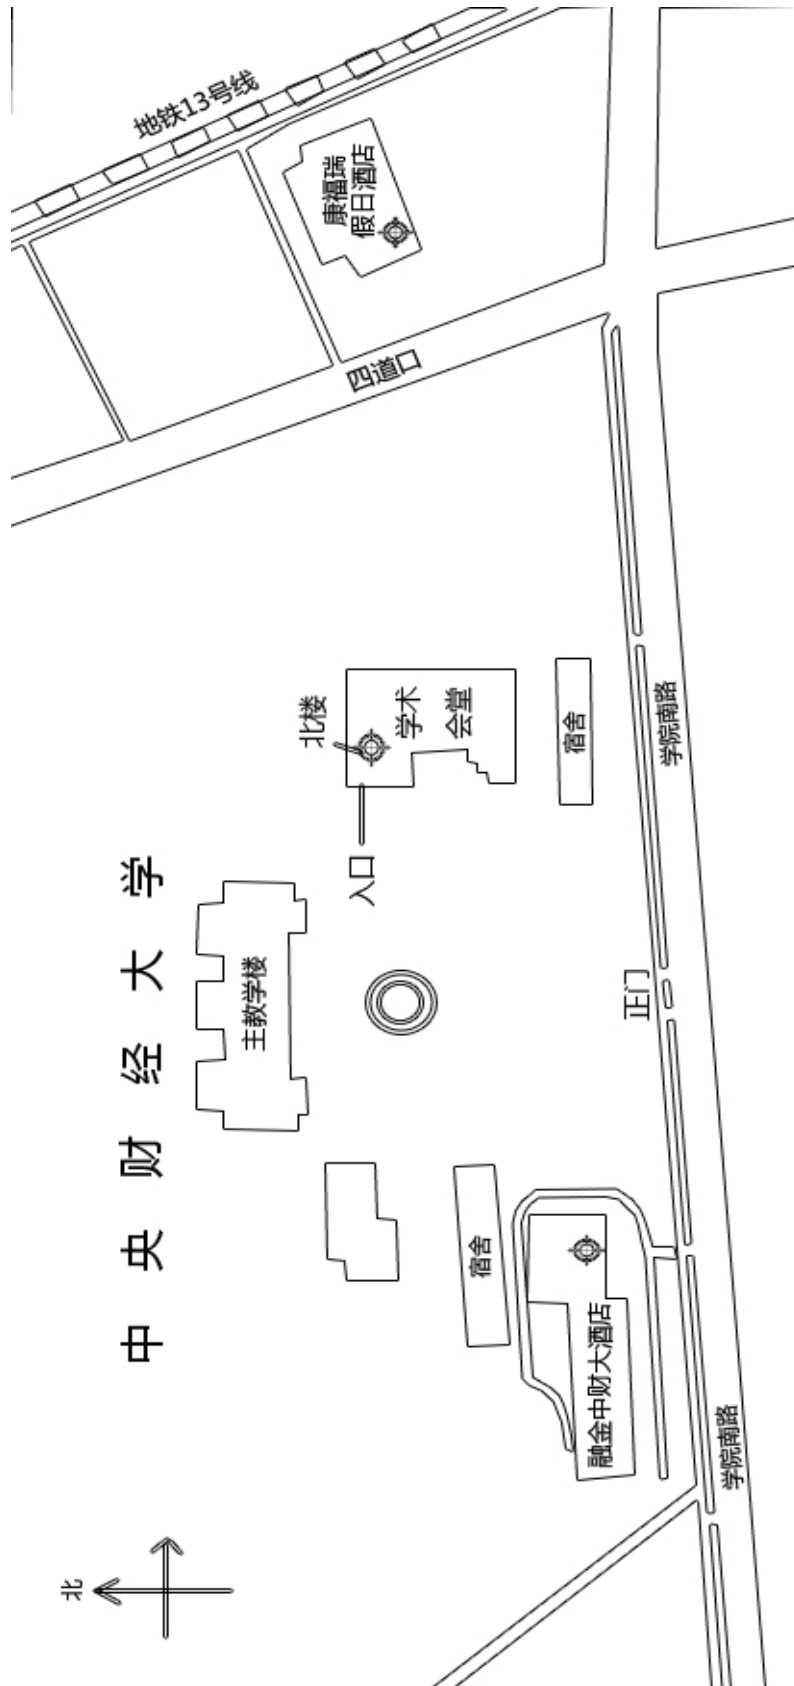 地铁13号线
康福瑞
假日酒店
四道口
北楼
学术
会堂
宿舍
学院南路
入口
中央财经大学
主教学楼
正门
宿舍
融金中财大酒店
学院南路
北